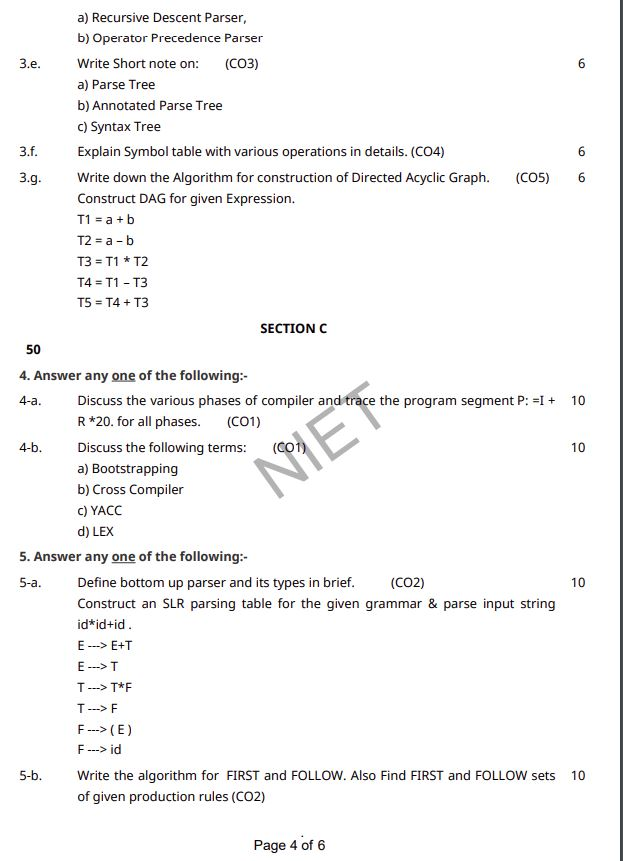 a) Recursive Descent Parser,
b) Operator Precedence Parser
3.e. Write Short note on: (CO3) 6
a) Parse Tree
b) Annotated Parse Tree
c) Syntax Tree
3.f. Explain Symbol table with various operations in details. (CO4) 6
3.g. Write down the Algorithm for construction of Directed Acyclic Graph. (CO5) 6
Construct DAG for given Expression.
T1 = a + b
T2 = a – b
T3 = T1 * T2
T4 = T1 – T3
T5 = T4 + T3
SECTION C
50
4. Answer any one of the following:-
4-a. Discuss the various phases of compiler and trace the program segment P: =I + 10
R *20. for all phases. (CO1)
4-b. Discuss the following terms: (CO1) 10
a) Bootstrapping
b) Cross Compiler
c) YACC
d) LEX
NIET
5. Answer any one of the following:-
5-a. Define bottom up parser and its types in brief. (CO2) 10
Construct an SLR parsing table for the given grammar & parse input string
id*id+id .
E ---> E+T
E ---> T
T ---> T*F
T ---> F
F ---> ( E )
F ---> id
5-b. Write the algorithm for FIRST and FOLLOW. Also Find FIRST and FOLLOW sets 10
of given production rules (CO2)
Page 4 of 6